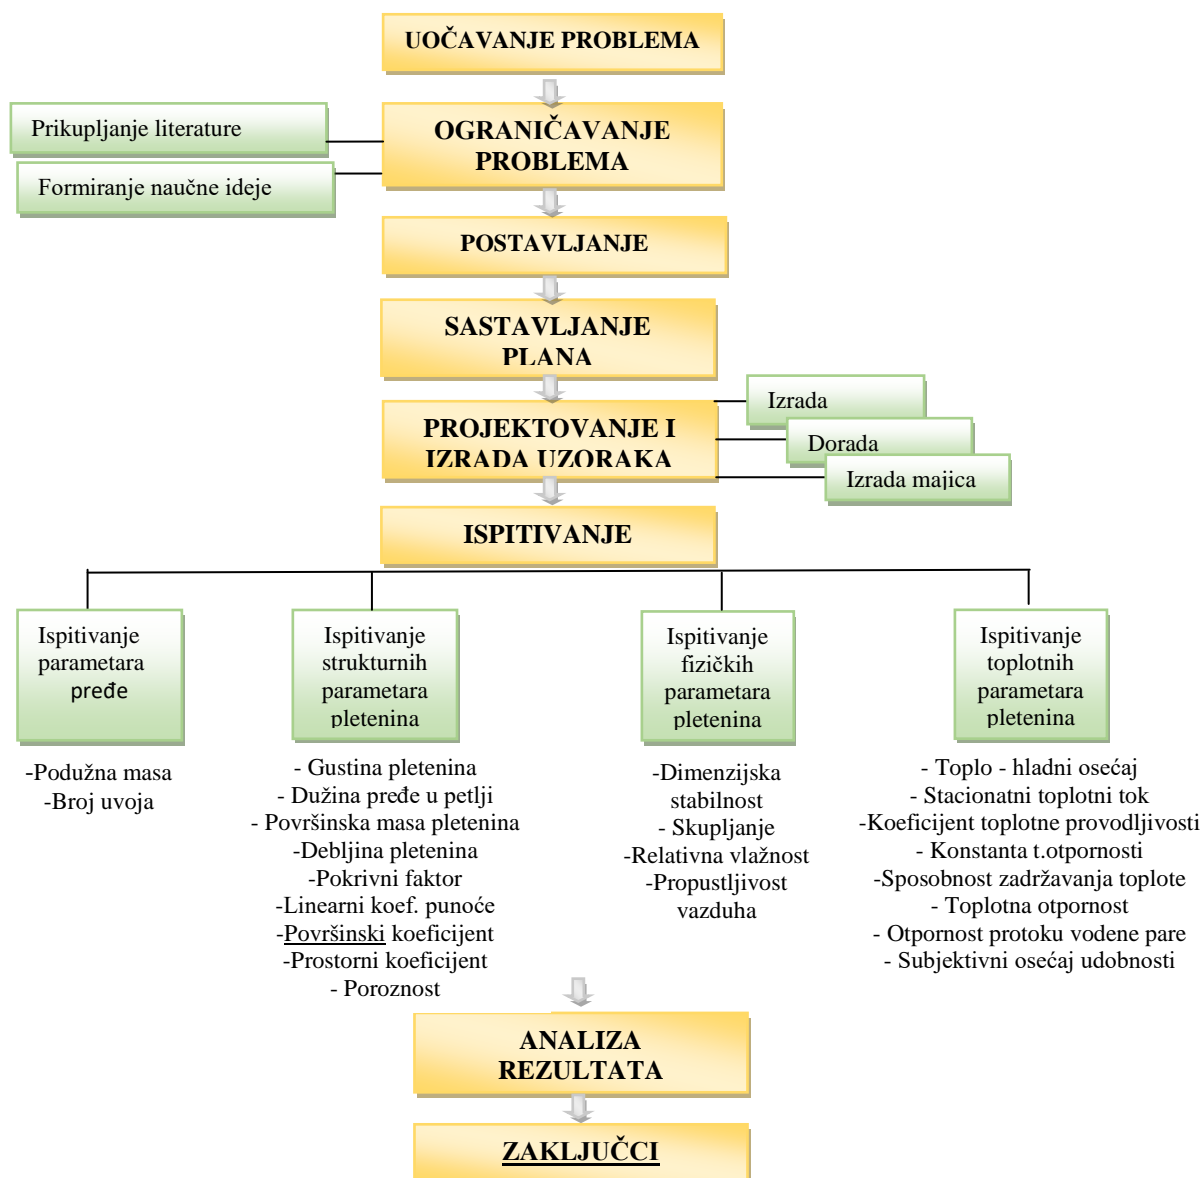 UOČAVANJE PROBLEMA
Prikupljanje literature
Formiranje naučne ideje
OGRANIČAVANJE
PROBLEMA
POSTAVLJANJE
SASTAVLJANJE
PLANA
PROJEKTOVANJE I
IZRADA UZORAKA
Izrada
Dorada
Izrada majica
ISPITIVANJE
Ispitivanje
parametara
pređe
-Podužna masa
-Broj uvoja
Ispitivanje
strukturnih
parametara
pletenina
- Gustina pletenina
- Dužina pređe u petlji
- Površinska masa pletenina
-Debljina pletenina
-Pokrivni faktor
-Linearni koef. punoće
-Površinski koeficijent
-Prostorni koeficijent
- Poroznost
Ispitivanje
fizičkih
parametara
pletenina
-Dimenzijska
stabilnost
- Skupljanje
-Relativna vlažnost
-Propustljivost
vazduha
Ispitivanje
toplotnih
parametara
pletenina
- Toplo - hladni osećaj
- Stacionatni toplotni tok
-Koeficijent toplotne provodljivosti
- Konstanta t.otpornosti
-Sposobnost zadržavanja toplote
- Toplotna otpornost
- Otpornost protoku vodene pare
- Subjektivni osećaj udobnosti
ANALIZA
REZULTATA
ZAKLJUČCI